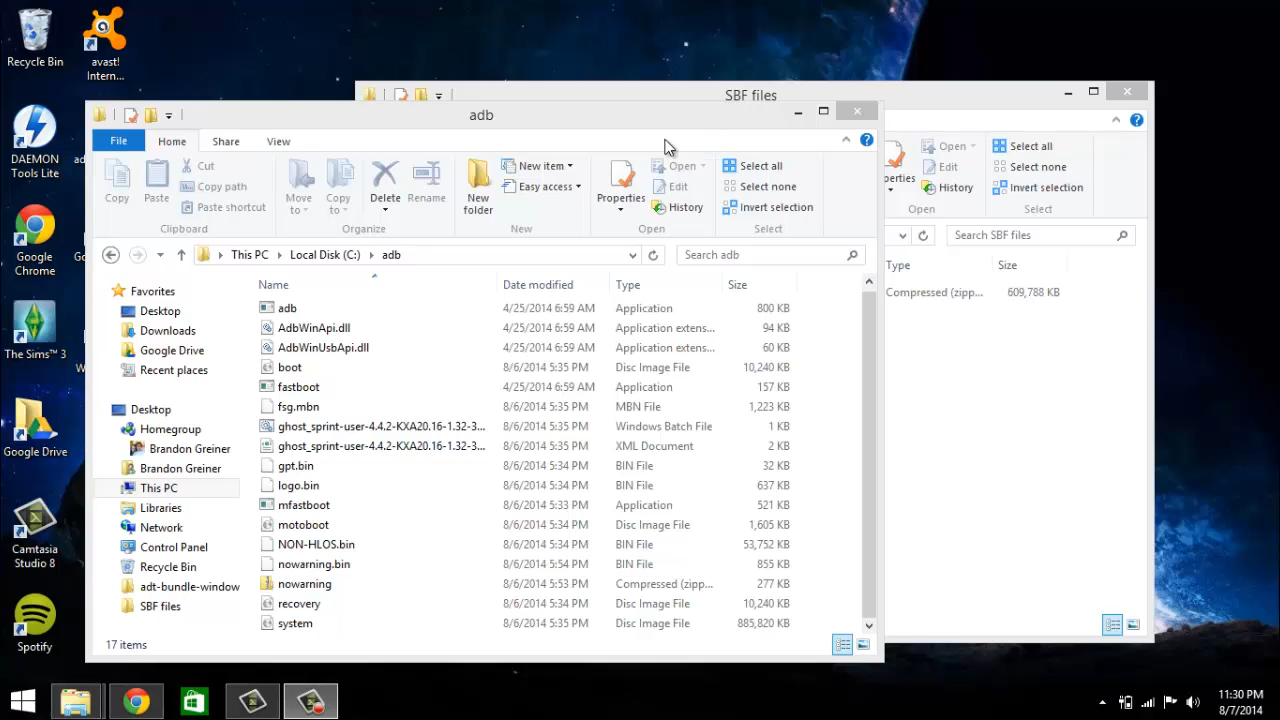 Recycle Bin
avast!
Intern...
DAEMON
Tools Lite
ad
Google
Chrome
Go
The Sims™ 3
W
Google Drive
Camtasia
Studio 8
Spotify
SBF files
Open
Edit
History
perties
Select all
Select none
Invert selection
Open
Select
Search SBF files
Type
Size
Compressed (zipp...
609,788 KB
adb
File
Home
Share
View
Copy
Paste
Cut
Copy path
Paste shortcut
Clipboard
Move
to
Copy
to
Delete
Rename
Organize
New
folder
New item
Easy access
New
Properties
Open
Edit
History
Open
Select all
Select none
Invert selection
Select
This PC
Local Disk (C:)
adb
Search adb
Favorites
Desktop
Downloads
Google Drive
Recent places
Desktop
Homegroup
Brandon Greiner
Brandon Greiner
This PC
Libraries
Network
Control Panel
Recycle Bin
adt-bundle-window
SBF files
Name Date modified Type Size
adb 4/25/2014 6:59 AM Application 800 KB
AdbWinApi.dll 4/25/2014 6:59 AM Application extens... 94 KB
AdbWinUsbApi.dll 4/25/2014 6:59 AM Application extens... 60 KB
boot 8/6/2014 5:35 PM Disc Image File 10,240 KB
fastboot 4/25/2014 6:59 AM Application 157 KB
fsg.mbn 8/6/2014 5:35 PM MBN File 1,223 KB
ghost_sprint-user-4.4.2-KXA20.16-1.32-3... 8/6/2014 5:35 PM Windows Batch File 1 KB
ghost_sprint-user-4.4.2-KXA20.16-1.32-3... 8/6/2014 5:35 PM XML Document 2 KB
gpt.bin 8/6/2014 5:34 PM BIN File 32 KB
logo.bin 8/6/2014 5:34 PM BIN File 637 KB
mfastboot 8/6/2014 5:33 PM Application 521 KB
motoboot 8/6/2014 5:34 PM Disc Image File 1,605 KB
NON-HLOS.bin 8/6/2014 5:34 PM BIN File 53,752 KB
nowarning.bin 8/6/2014 5:54 PM BIN File 855 KB
nowarning 8/6/2014 5:53 PM Compressed (zipp... 277 KB
recovery 8/6/2014 5:34 PM Disc Image File 10,240 KB
system 8/6/2014 5:35 PM Disc Image File 885,820 KB
17 items
11:30 PM
8/7/2014